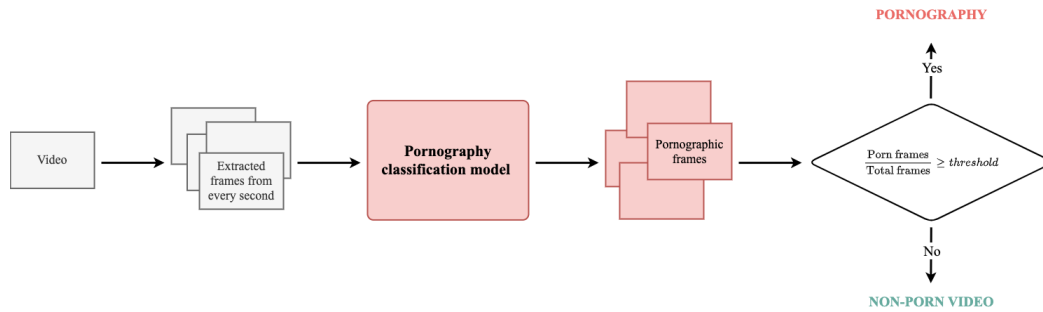 PORNOGRAPHY
Yes
Video
Extracted
frames from
every second
Pornography
classification model
Pornographic
frames
Porn frames
Total frames
≥ threshold
No
NON-PORN VIDEO